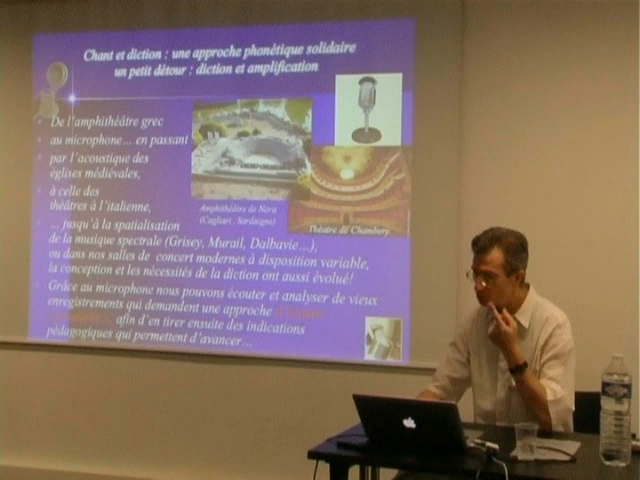 Chant et diction : une approche phonétique solidaire
un petit détour : diction et amplification
De l'amphithéâtre grec
au microphone... en passant
par l'acoustique des
églises médiévales,
à celle des
théâtres à l'italienne,
... jusqu'à la spatialisation
de la musique spectrale (Grisey, Murail, Dalbavie...),
ou dans nos salles de concert modernes à disposition variable,
la conception et les nécessités de la diction ont aussi évolué!
Grâce au microphone nous pouvons écouter et analyser de vieux
enregistrements qui demandent une approche
afin d'en tirer ensuite des indications
pédagogiques qui permettent d'avancer...
Amphithéâtre de Nora
(Cagliari, Sardaigne)
Théâtre de Chambéry